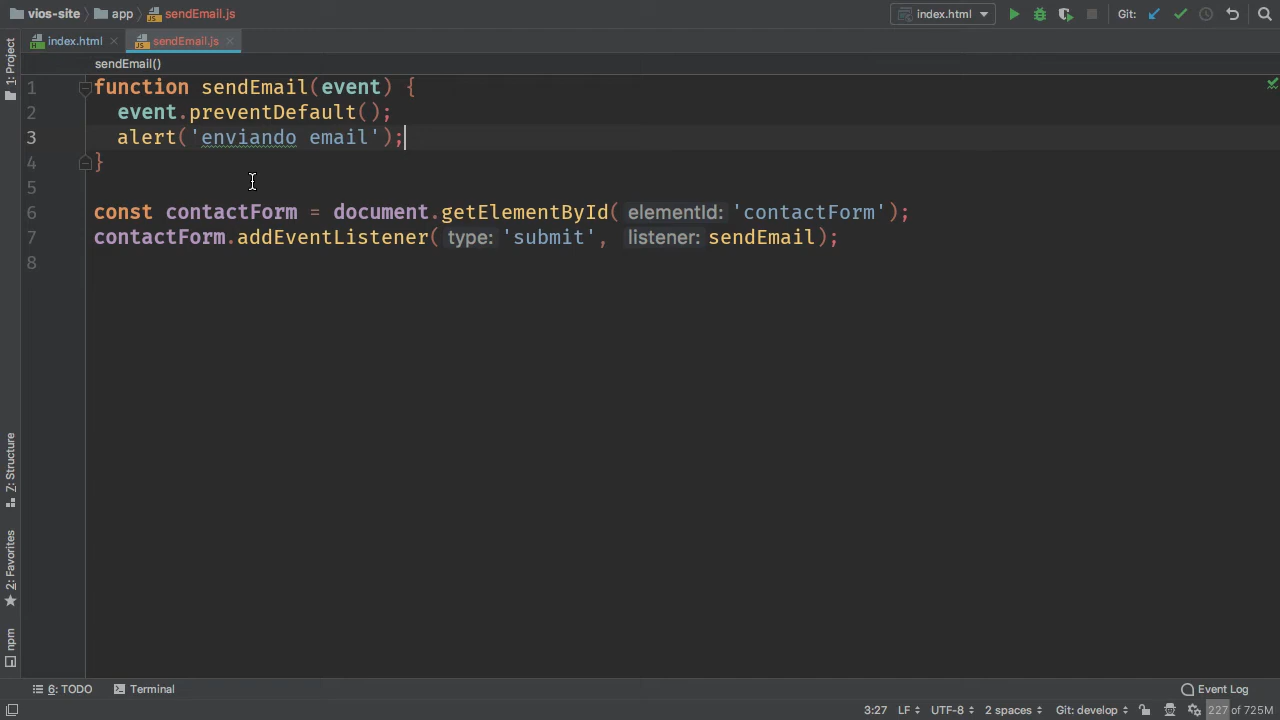 vios-site app sendEmail.js index.html Git:
1: Project index.html sendEmail.js
sendEmail()
1 function sendEmail(event) {
2 event.preventDefault();
3 alert('enviando email');
4 }
5
6 const contactForm = document.getElementById( elementId: 'contactForm');
7 contactForm.addEventListener( type: 'submit', listener: sendEmail);
8
Z: Structure
2: Favorites
npm
6: TODO Terminal Event Log
3:27 LF UTF-8 2 spaces Git: develop 227 of 725M